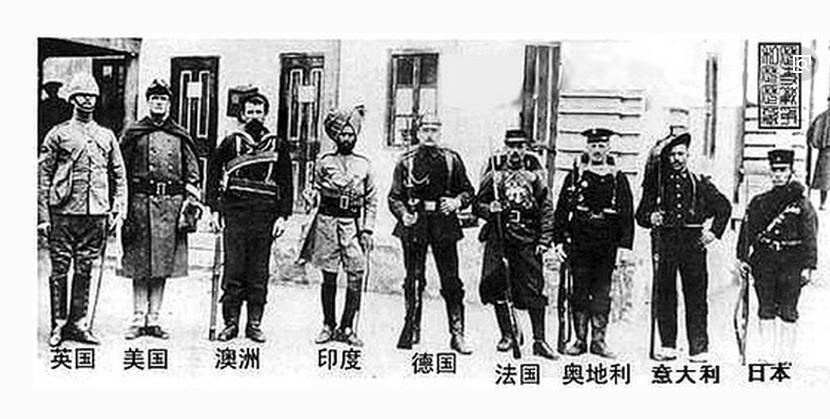 英国 美国 澳洲 印度 德国 法国 奥地利 意大利 日本